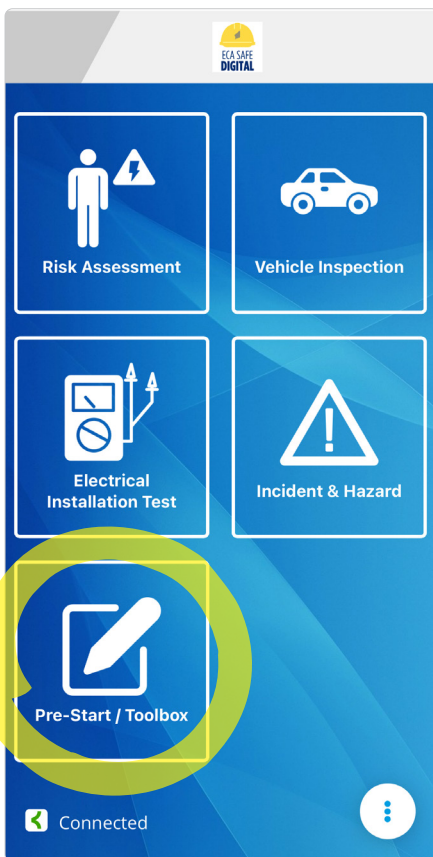 ECA SAFE
DIGITAL
Risk Assessment
Vehicle Inspection
Electrical
Installation Test
Incident & Hazard
Pre-Start / Toolbox
Connected